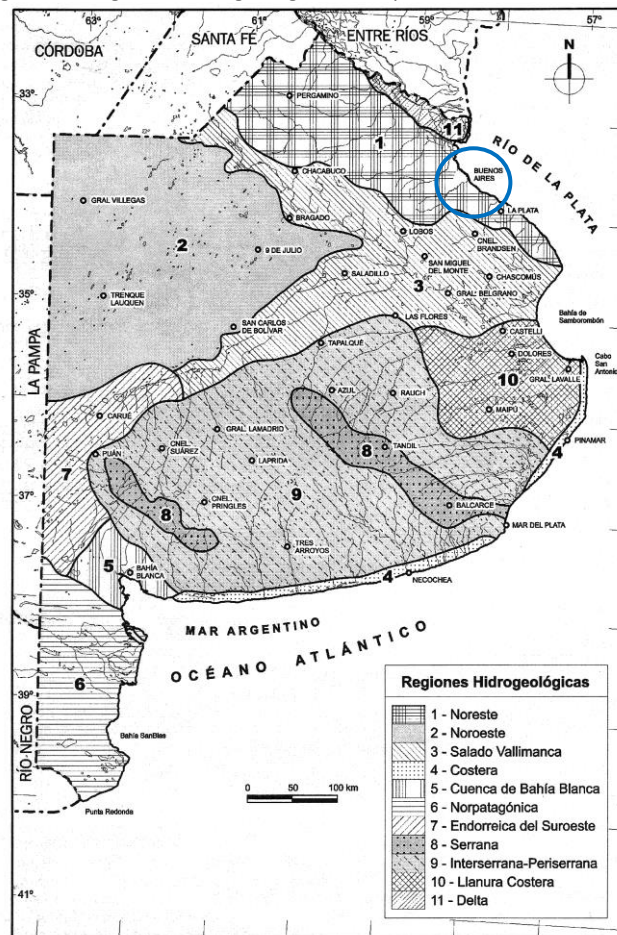 63°
61°
59°
57°
CÓRDOBA
SANTA FÉ
ENTRE RÍOS
N
33°
PERGAMINO
11
1
RÍO DE LA PLATA
BUENOS
AIRES
CHACABUCO
GRAL VILLEGAS
BRAGADO
LA PLATA
LOBOS
CNEL.
BRANDSEN
2
9 DE JULIO
SAN MIGUEL
DEL MONTE
SALADILLO
CHASCOMÚS
3
GRAL. BELGRANO
35°
TRENQUE
LAUQUEN
LAS FLORES
Bahía de
Samborombón
SAN CARLOS
DE BOLÍVAR
CASTELLI
TAPALQUÉ
DOLORES
Cabo
San
Antonio
LA PAMPA
10
GRAL. LAVALLE
AZUL
RAUCH
CARUÉ
MAIPÚ
GRAL. LAMADRID
4
PINAMAR
PUÁN
CNEL.
SUÁREZ
8
TANDIL
7
LAPRIDA
37°
9
8
CNEL.
PRINGLES
BALCARCE
MAR DEL PLATA
TRES
ARROYOS
5
BAHÍA
BLANCA
4
NECOCHEA
MAR ARGENTINO
OCÉANO ATLÁNTICO
6
39°
RÍO NEGRO
Bahía SanBlas
0 50 100 km
Punta Redonda
41°
Regiones Hidrogeológicas
1 - Noreste
2 - Noroeste
3 - Salado Vallimanca
4 - Costera
5 - Cuenca de Bahía Blanca
6 - Norpatagónica
7 - Endorreica del Suroeste
8 - Serrana
9 - Interserrana-Periserrana
10 - Llanura Costera
11 - Delta